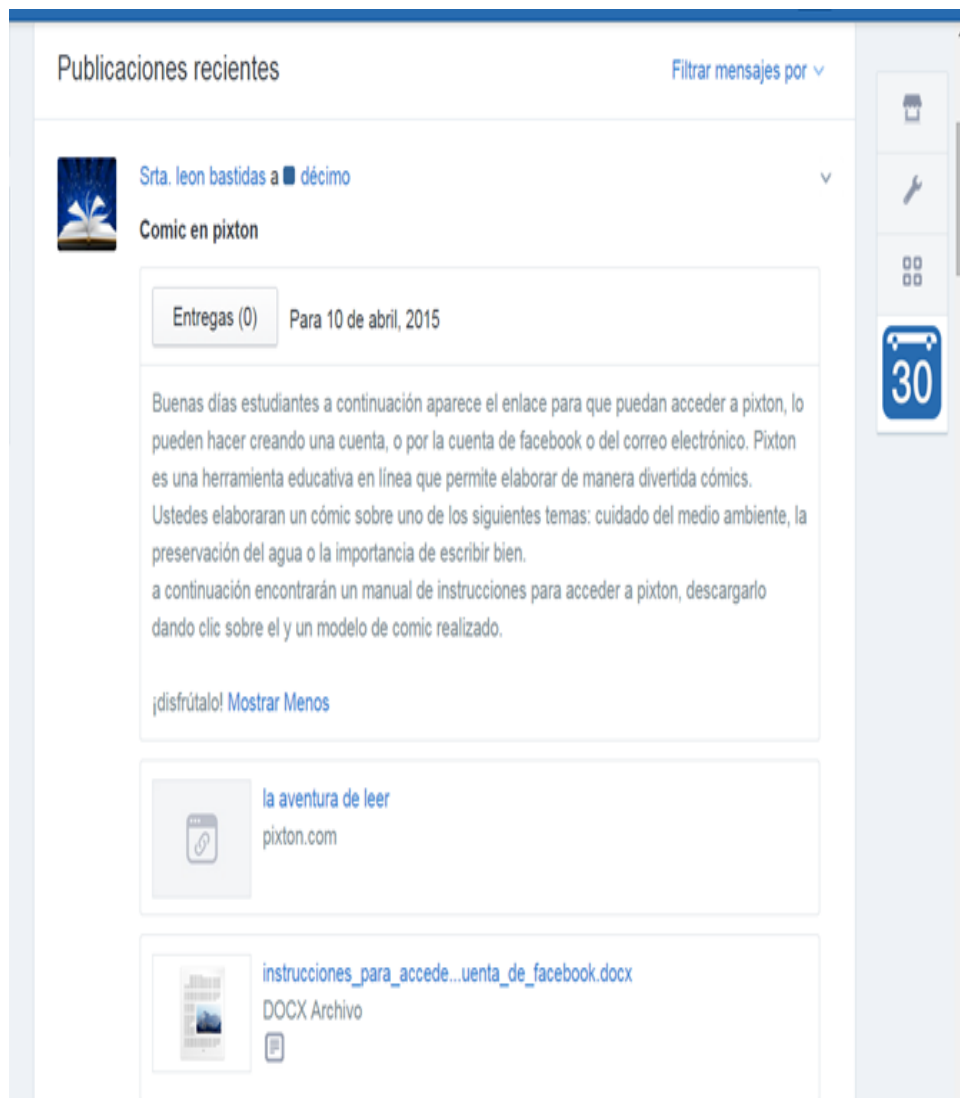 Publicaciones recientes
Filtrar mensajes por
Srta. leon bastidas a décimo
Comic en pixton
Entregas (0) Para 10 de abril, 2015
Buenas días estudiantes a continuación aparece el enlace para que puedan acceder a pixton, lo
pueden hacer creando una cuenta, o por la cuenta de facebook o del correo electrónico. Pixton
es una herramienta educativa en línea que permite elaborar de manera divertida cómics.
Ustedes elaboraran un cómic sobre uno de los siguientes temas: cuidado del medio ambiente, la
preservación del agua o la importancia de escribir bien.
a continuación encontrarán un manual de instrucciones para acceder a pixton, descargarlo
dando clic sobre el y un modelo de comic realizado.
¡disfrútalo! Mostrar Menos
la aventura de leer
pixton.com
instrucciones_para_accede...uenta_de_facebook.docx
DOCX Archivo
30